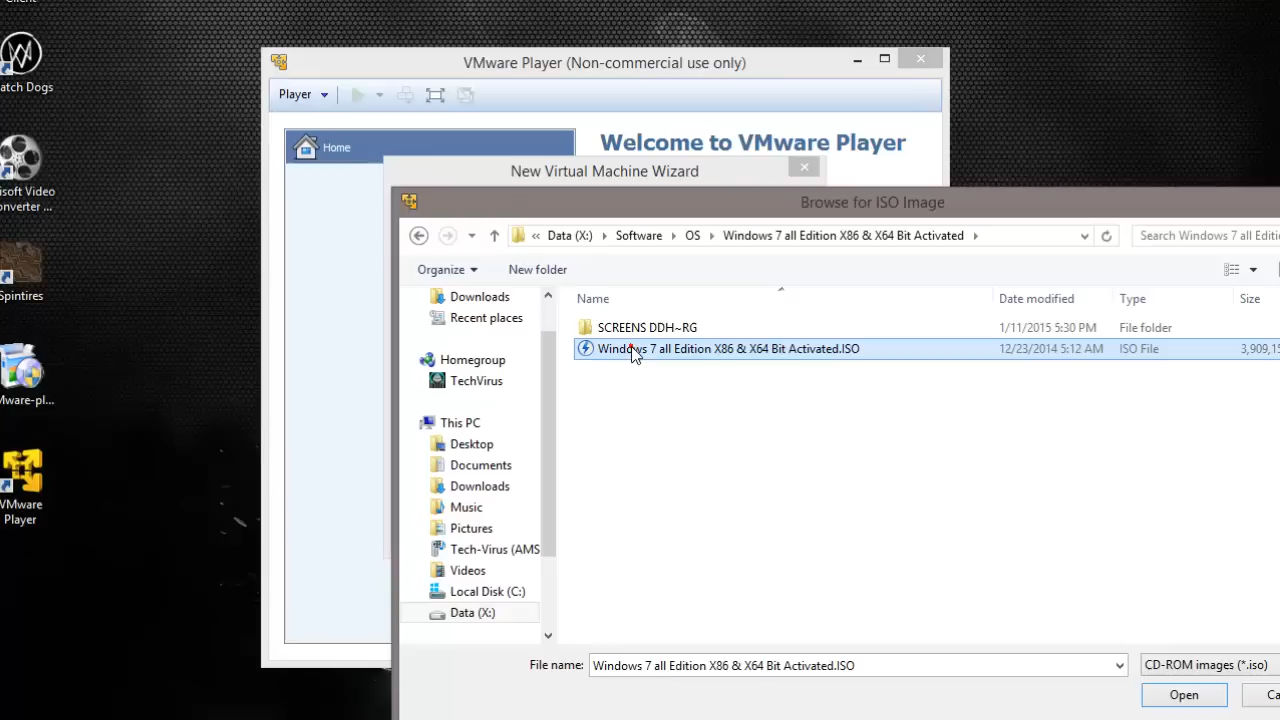 Client
atch Dogs
isoft Video
onverter ...
Spintires
Mware-pl...
VMware
Player
VMware Player (Non-commercial use only)
Player
Home
Welcome to VMware Player
New Virtual Machine Wizard
Browse for ISO Image
« Data (X:) Software OS Windows 7 all Edition X86 & X64 Bit Activated
Search Windows 7 all Editi
Organize New folder
Name Date modified Type Size
SCREENS DDH~RG 1/11/2015 5:30 PM File folder
Windows 7 all Edition X86 & X64 Bit Activated.ISO 12/23/2014 5:12 AM ISO File 3,909,15
Downloads
Recent places
Homegroup
TechVirus
This PC
Desktop
Documents
Downloads
Music
Pictures
Tech-Virus (AMS
Videos
Local Disk (C:)
Data (X:)
File name: Windows 7 all Edition X86 & X64 Bit Activated.ISO CD-ROM images (*.iso)
Open Ca